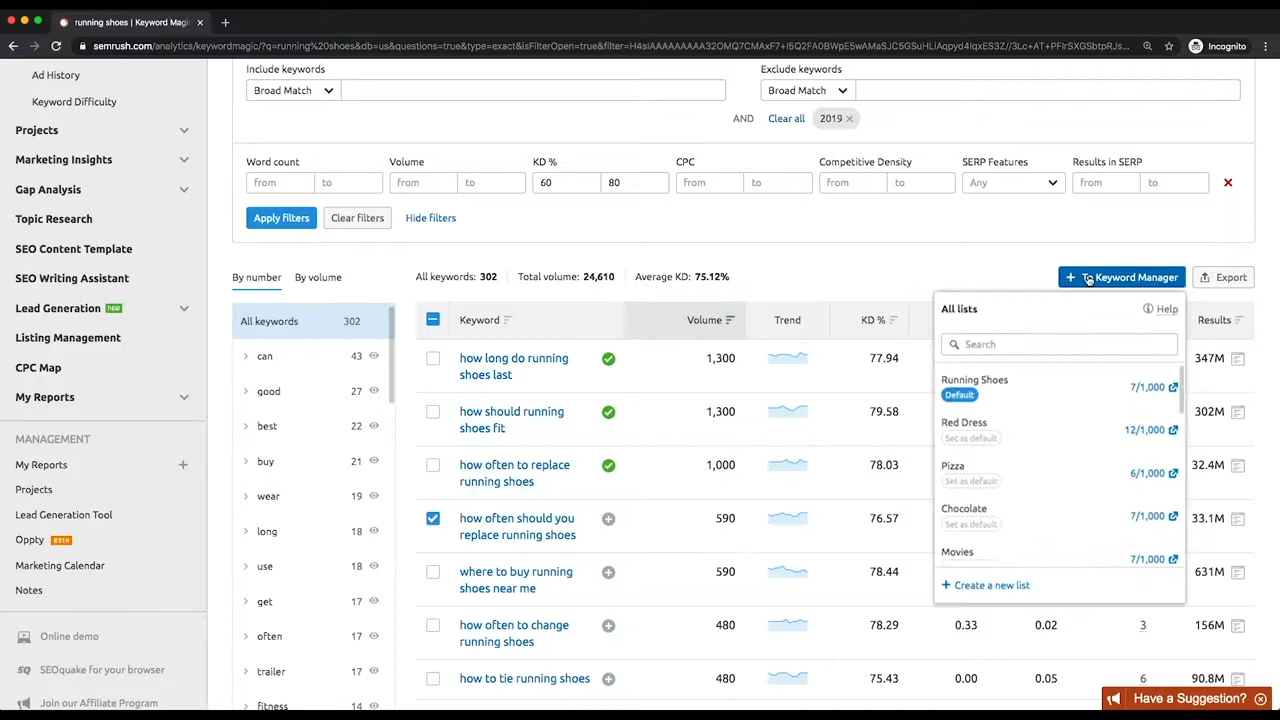 running shoes | Keyword Magic
semrush.com/analytics/keywordmagic/?q=running%20shoes&db=us&questions=true&type=exact&isFilterOpen=true&filter=
Incognito
Ad History
Keyword Difficulty
Projects
Marketing Insights
Gap Analysis
Topic Research
SEO Content Template
SEO Writing Assistant
Lead Generation new
Listing Management
CPC Map
My Reports
MANAGEMENT
My Reports
Projects
Lead Generation Tool
Oppty BETA
Marketing Calendar
Notes
Online demo
SQ SEOquake for your browser
Join our Affiliate Program
Include keywords
Exclude keywords
Broad Match
Broad Match
AND Clear all 2019
Word count Volume KD % CPC Competitive Density SERP Features Results in SERP
from to from to 60 80 from to from to Any from to
Apply filters Clear filters Hide filters
By number By volume
All keywords: 302 Total volume: 24,610 Average KD: 75.12%
To Keyword Manager
Export
All keywords 302
can 43
good 27
best 22
buy 21
wear 19
long 18
use 18
get 17
often 17
trailer 16
fitness 14
Keyword Volume Trend KD % Results
how long do running
shoes last
1,300 77.94 347M
how should running
shoes fit
1,300 79.58 302M
how often to replace
running shoes
1,000 78.03 32.4M
how often should you
replace running shoes
590 76.57 33.1M
where to buy running
shoes near me
590 78.44 631M
how often to change
running shoes
480 78.29 0.33 0.02 3 156M
how to tie running shoes 480 75.43 0.00 0.05 6 90.8M
All lists Help
Search
Running Shoes
Default
7/1,000
Red Dress
Set as default
12/1,000
Pizza
Set as default
6/1,000
Chocolate
Set as default
7/1,000
Movies
7/1,000
+ Create a new list
Have a Suggestion?